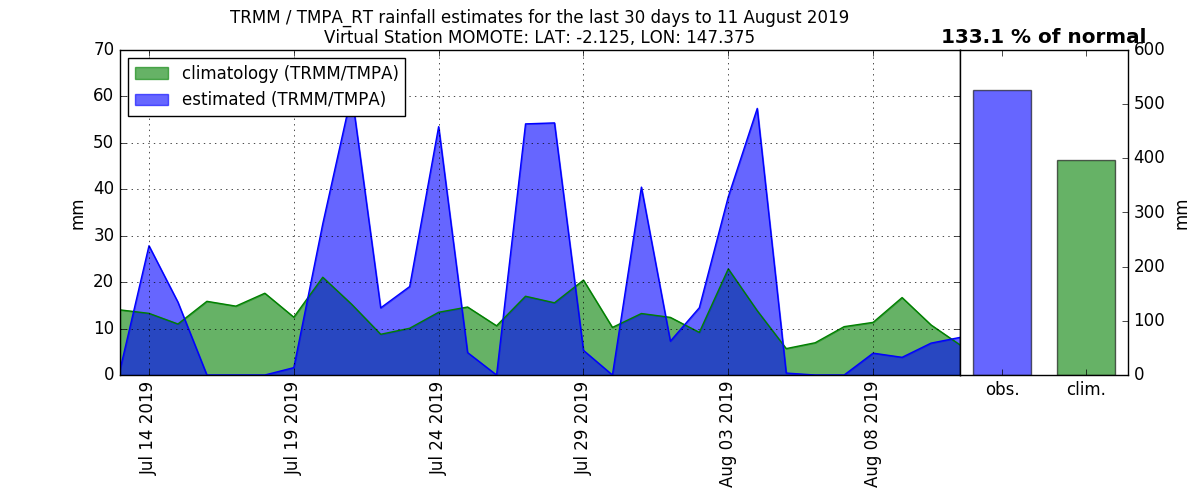 TRMM / TMPA_RT rainfall estimates for the last 30 days to 11 August 2019
Virtual Station MOMOTE: LAT: -2.125, LON: 147.375
133.1 % of normal
climatology (TRMM/TMPA)
estimated (TRMM/TMPA)
70
60
50
40
30
20
10
0
mm
Jul 14 2019
Jul 19 2019
Jul 24 2019
Jul 29 2019
Aug 03 2019
Aug 08 2019
obs.
clim.
600
500
400
300
200
100
0
mm